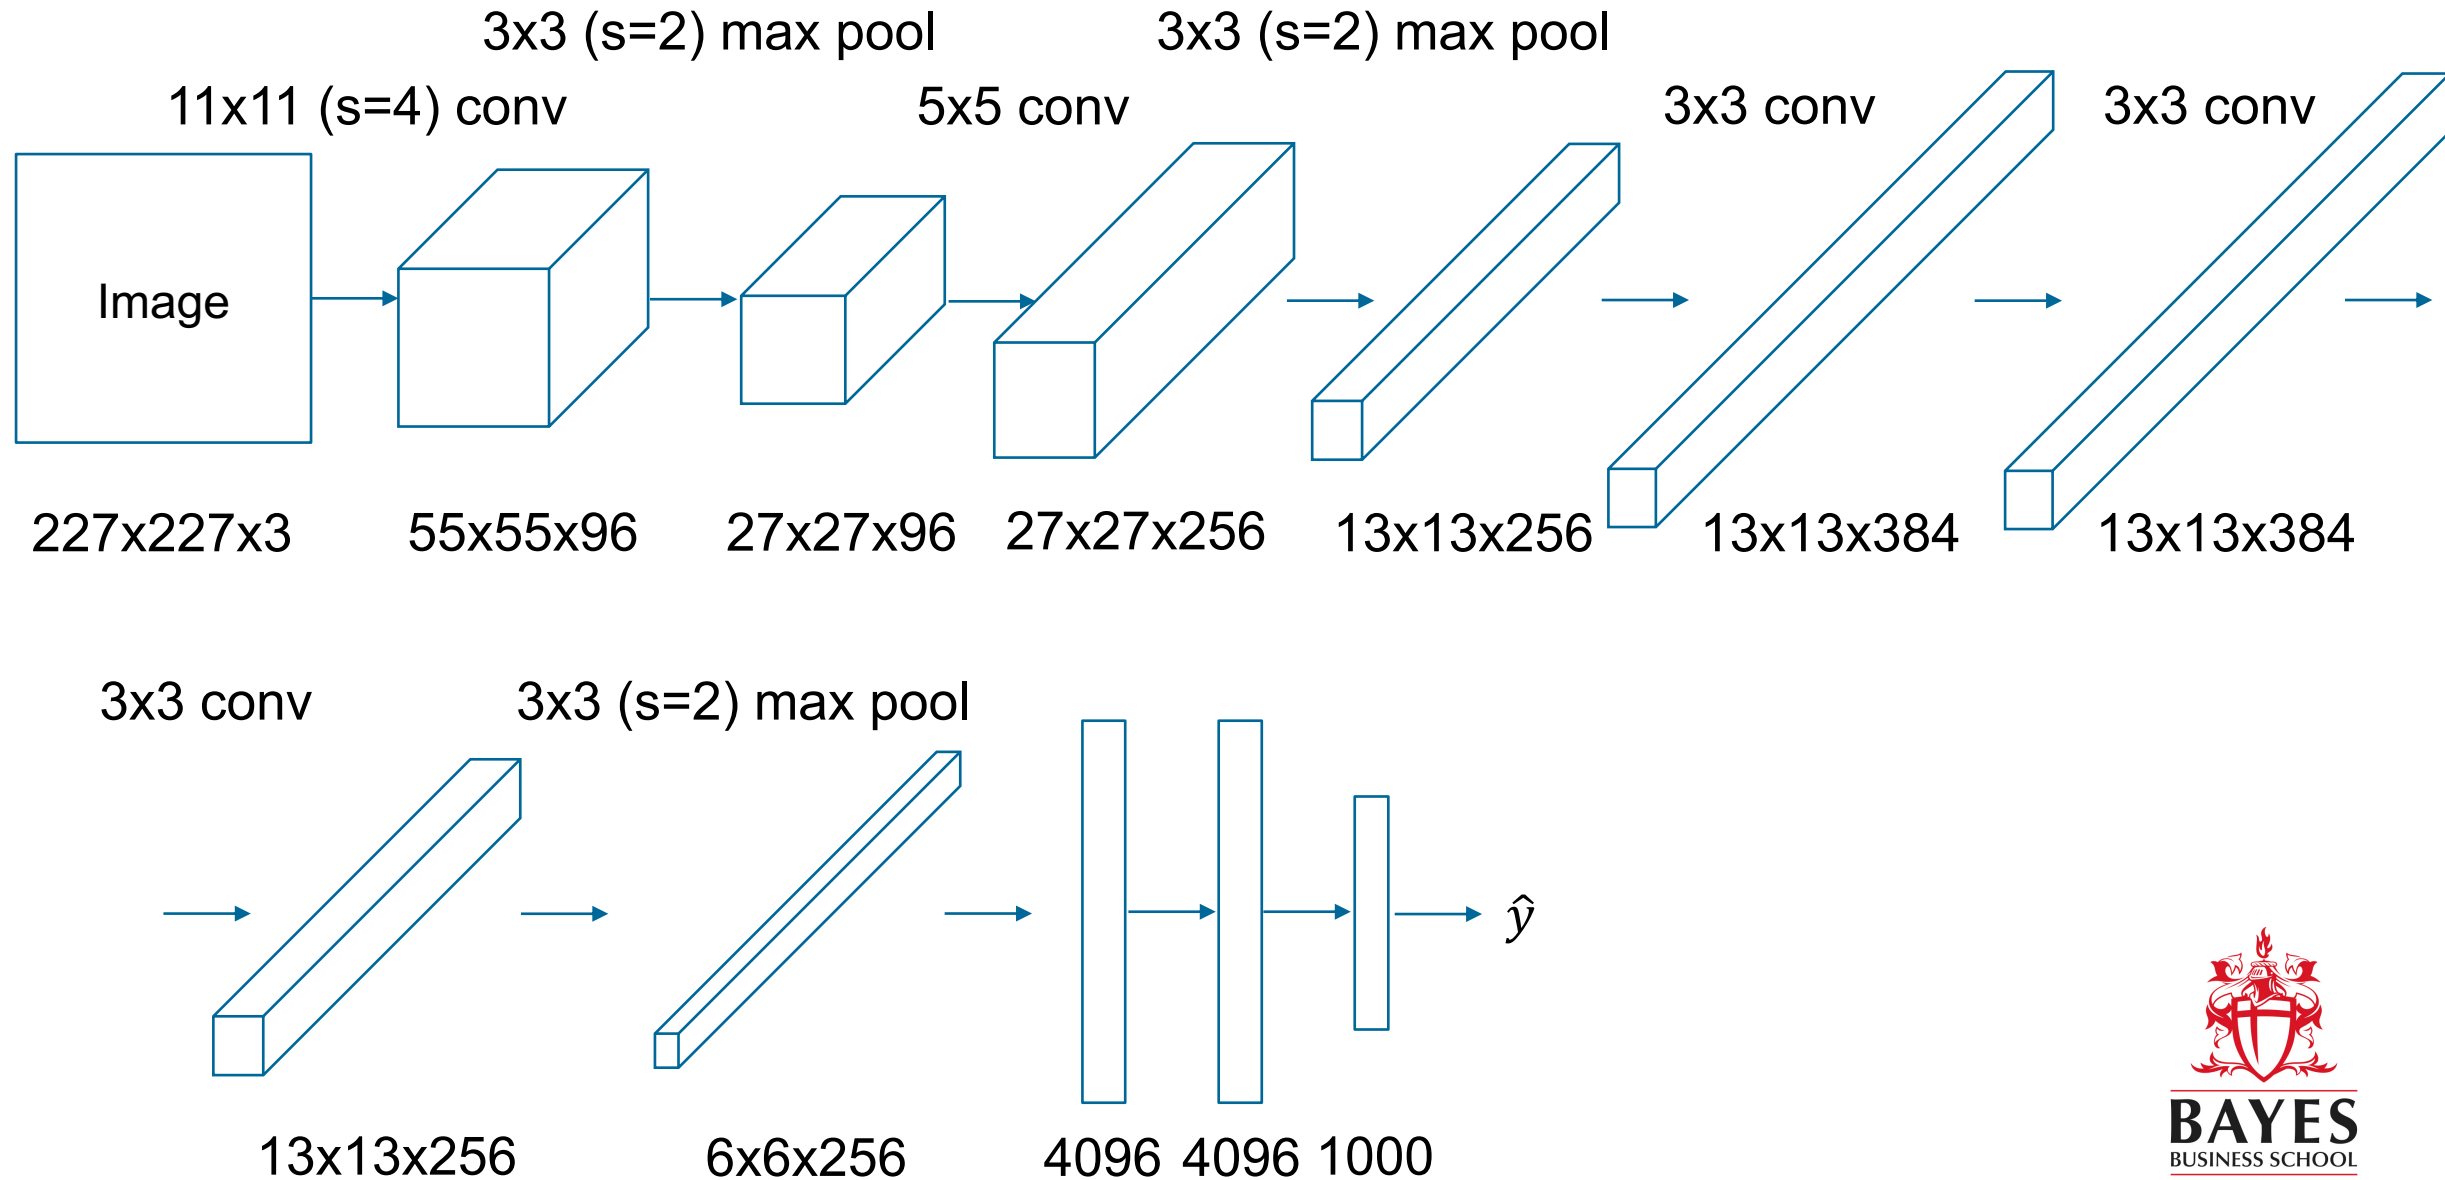 3x3 (s=2) max pool
3x3 (s=2) max pool
11x11 (s=4) conv
5x5 conv
3x3 conv
3x3 conv
Image
227x227x3
55x55x96
27x27x96
27x27x256
13x13x256
13x13x384
13x13x384
3x3 conv
3x3 (s=2) max pool
ŷ
13x13x256
6x6x256
4096
4096
1000
BAYES
BUSINESS SCHOOL